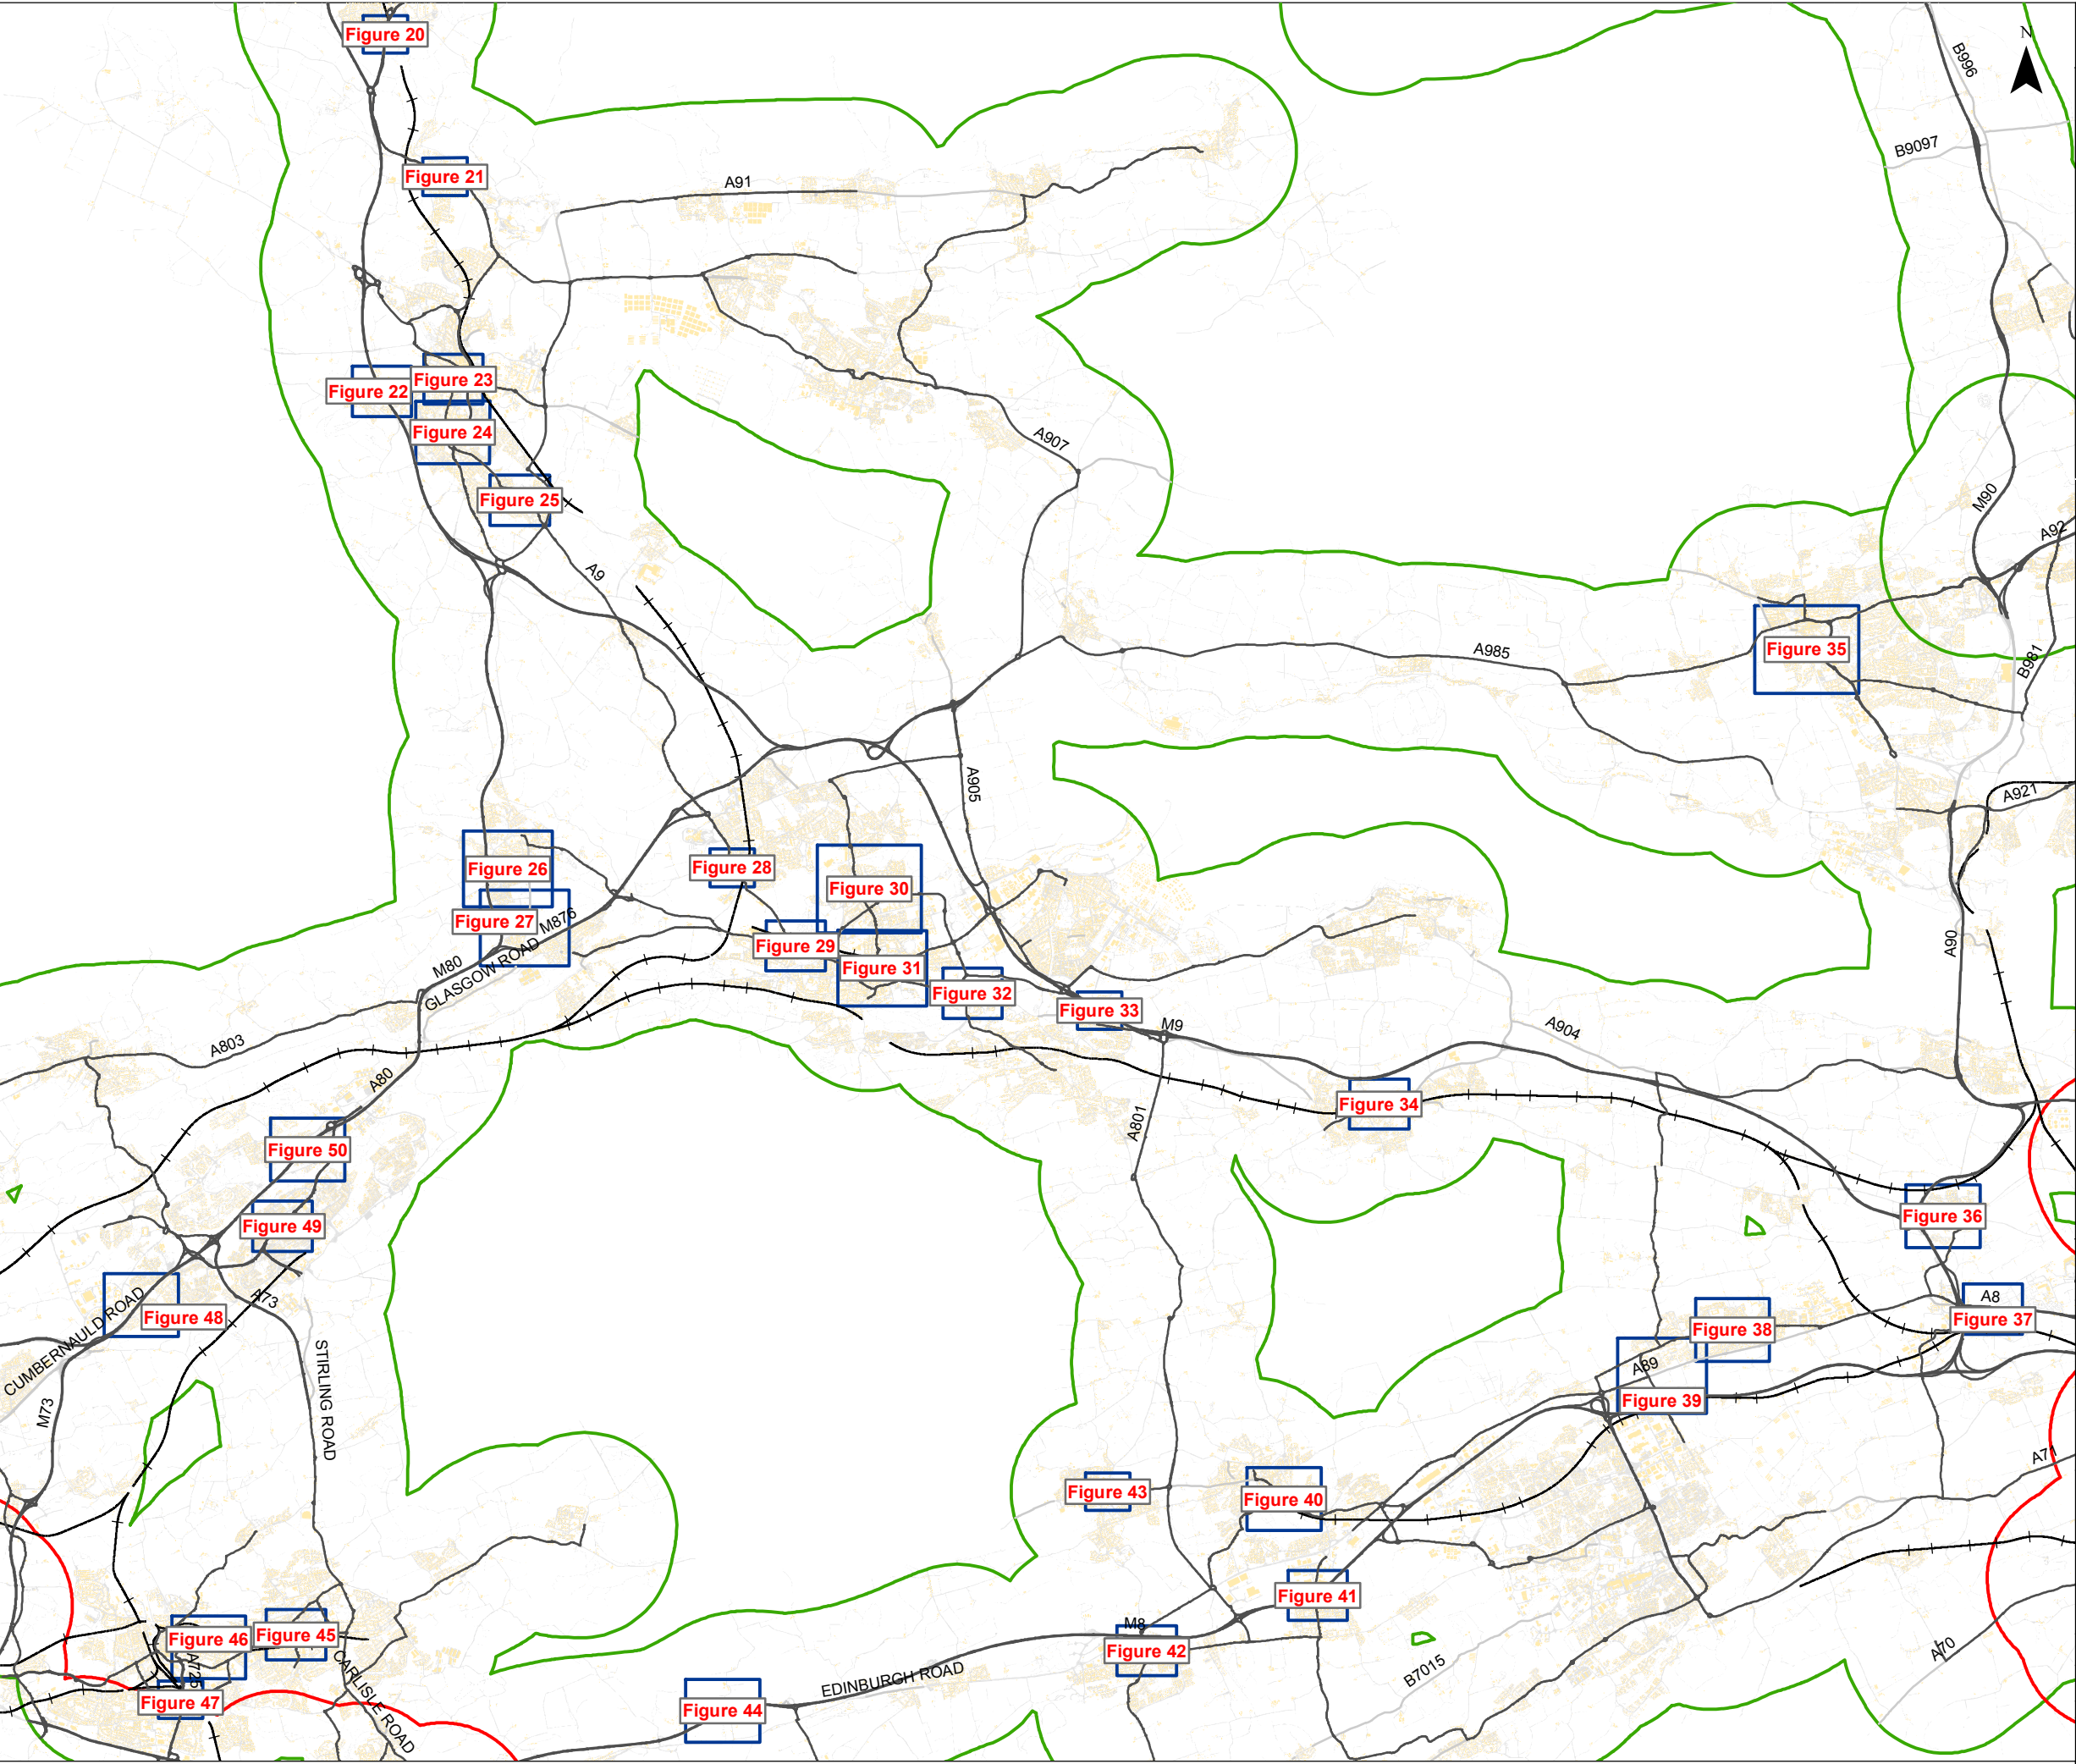 Figure 20
B996
N
B9097
Figure 21
A91
Figure 23
Figure 22
Figure 24
A907
Figure 25
M90
A92
A9
Figure 35
A985
B981
A905
A921
Figure 26
Figure 28
Figure 30
Figure 27
M876
Figure 29
A90
GLASGOW ROAD
M80
Figure 31
Figure 32
Figure 33
M9
A904
A803
A80
Figure 34
A801
Figure 50
Figure 49
Figure 36
A73
Figure 48
CUMBERNAULD ROAD
A8
Figure 37
Figure 38
STIRLING ROAD
A89
Figure 39
M73
A71
Figure 43
Figure 40
Figure 41
M8
Figure 46
Figure 45
Figure 42
A70
A725
CARLISLE ROAD
B7015
EDINBURGH ROAD
Figure 47
Figure 44